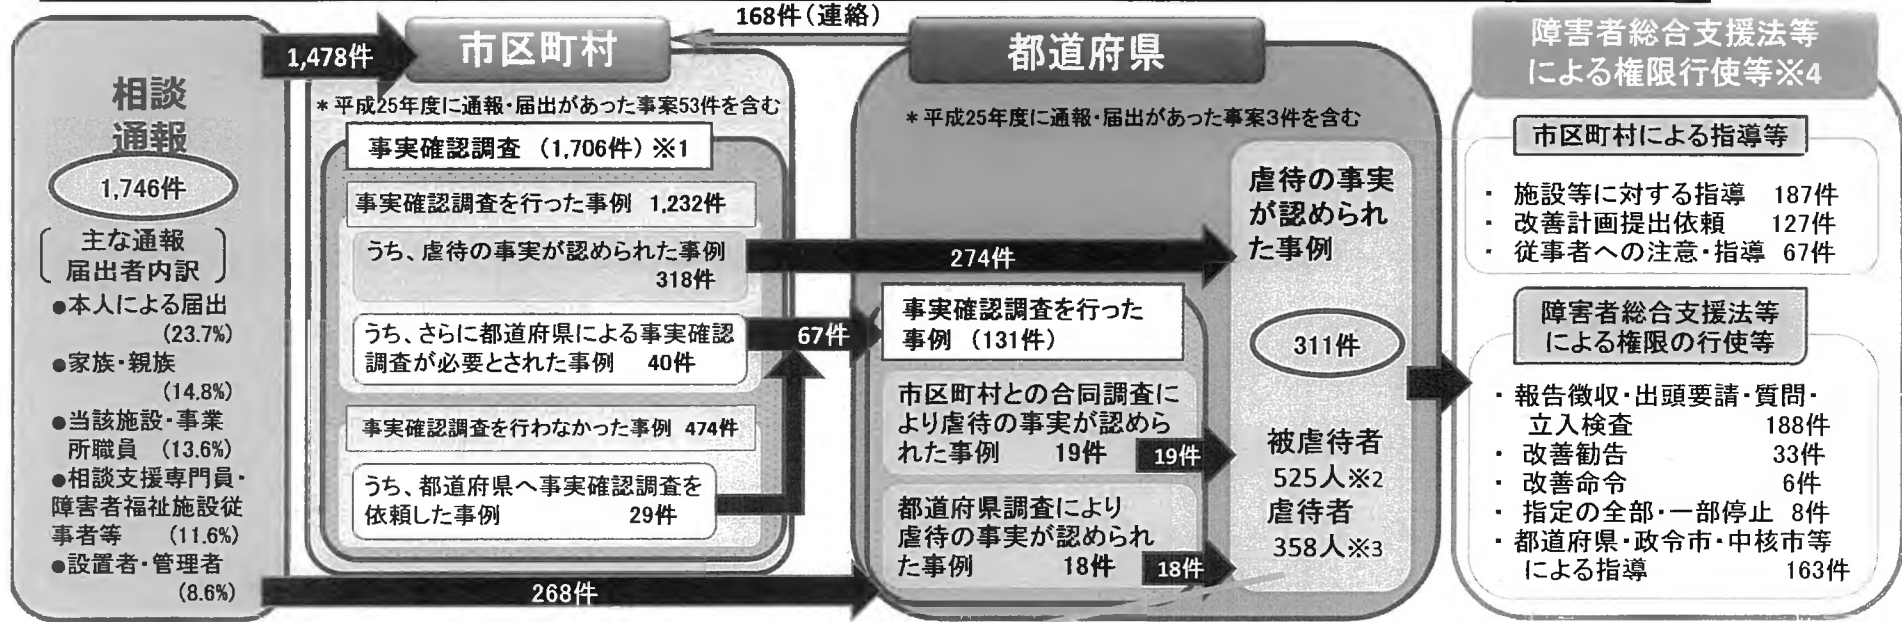 168件(連絡)
相談
通報
1,746件
主な通報
届出者内訳
●本人による届出
(23.7%)
●家族・親族
(14.8%)
●当該施設・事業
所職員 (13.6%)
●相談支援専門員・
障害者福祉施設従
事者等 (11.6%)
●設置者・管理者
(8.6%)
1,478件
268件
市区町村
*平成25年度に通報・届出があった事案53件を含む
事実確認調査 (1,706件) ※1
事実確認調査を行った事例 1,232件
うち、虐待の事実が認められた事例
318件
うち、さらに都道府県による事実確認
調査が必要とされた事例 40件
事実確認調査を行わなかった事例 474件
うち、都道府県へ事実確認調査を
依頼した事例 29件
274件
67件
都道府県
*平成25年度に通報・届出があった事案3件を含む
事実確認調査を行った
事例 (131件)
市区町村との合同調査に
より虐待の事実が認めら
れた事例 19件
19件
都道府県調査により
虐待の事実が認められ
た事例 18件
18件
虐待の事実
が認められ
た事例
311件
被虐待者
525人※2
虐待者
358人※3
障害者総合支援法等
による権限行使等※4
市区町村による指導等
・ 施設等に対する指導 187件
・ 改善計画提出依頼 127件
・ 従事者への注意・指導 67件
障害者総合支援法等
による権限の行使等
・ 報告徴収・出頭要請・質問・
立入検査 188件
・ 改善勧告 33件
・ 改善命令 6件
・ 指定の全部・一部停止 8件
・ 都道府県・政令市・中核市等
による指導 163件